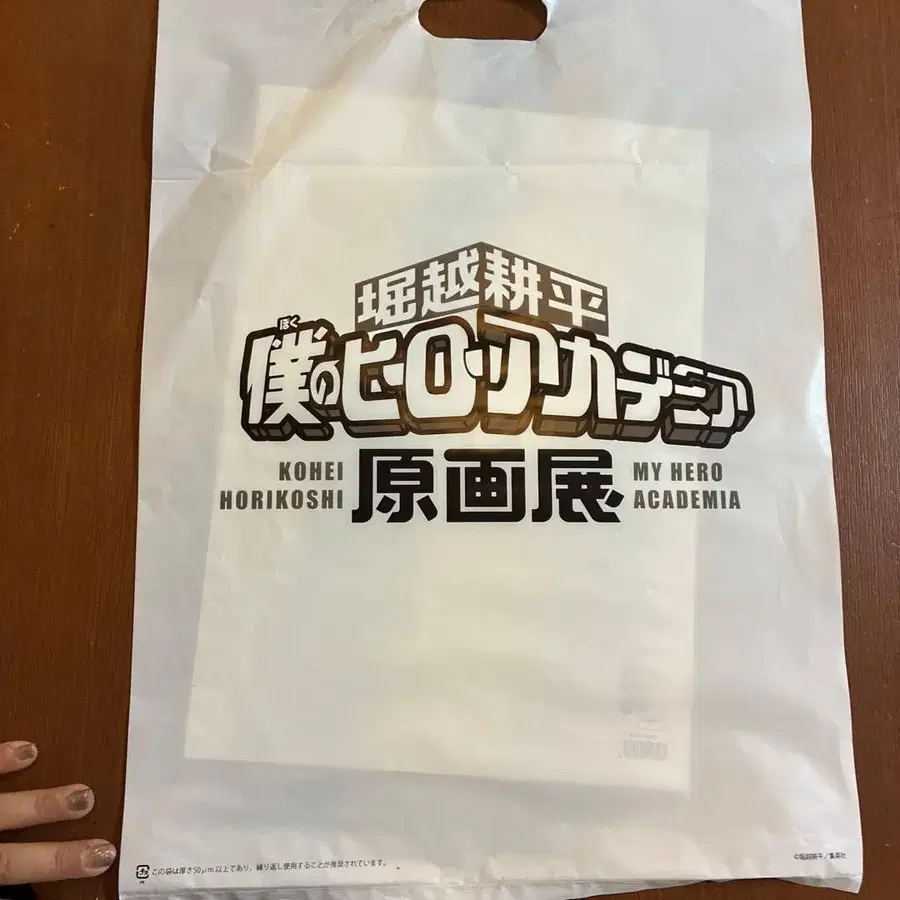 堀越耕平
ぼく
僕のヒーローアカデミア
KOHEI
HORIKOSHI
原画展
MY HERO
ACADEMIA
©堀越耕平／集英社
プラ
PE
この袋は厚さ50μm以上であり、繰り返し使用することが推奨されています。